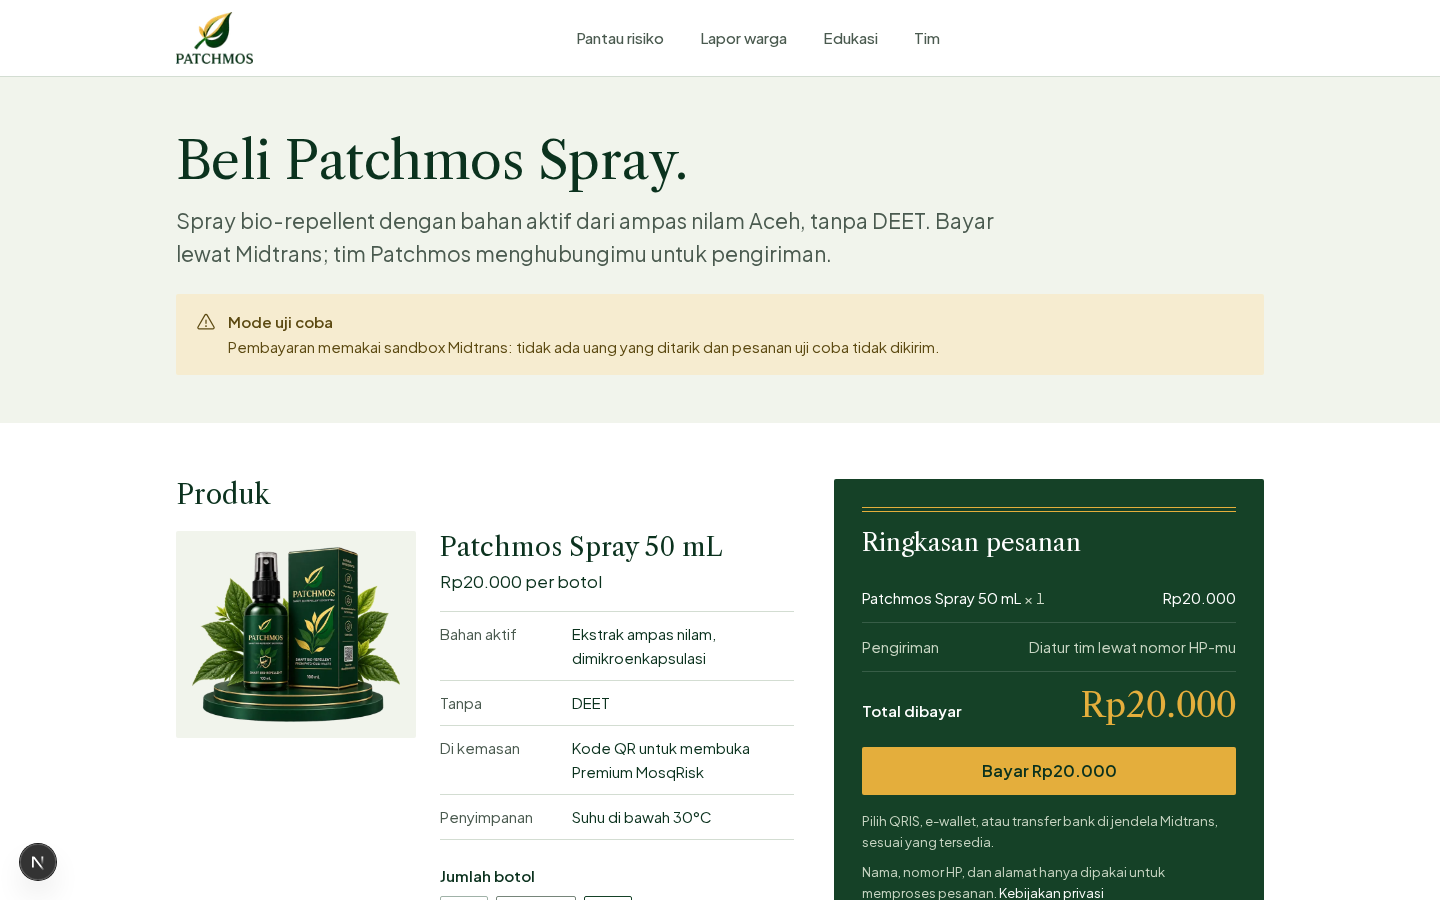 PATCHMOS
Pantau risiko
Lapor warga
Edukasi
Tim
Beli Patchmos Spray.
Spray bio-repellent dengan bahan aktif dari ampas nilam Aceh, tanpa DEET. Bayar
lewat Midtrans; tim Patchmos menghubungimu untuk pengiriman.
Mode uji coba
Pembayaran memakai sandbox Midtrans: tidak ada uang yang ditarik dan pesanan uji coba tidak dikirim.
Produk
PATCHMOS
PATCHMOS
Patchmos Spray 50 mL
Rp20.000 per botol
Bahan aktif
Ekstrak ampas nilam,
dimikroenkapsulasi
Tanpa
DEET
Di kemasan
Kode QR untuk membuka
Premium MosqRisk
Penyimpanan
Suhu di bawah 30°C
Jumlah botol
Ringkasan pesanan
Patchmos Spray 50 mL × 1
Rp20.000
Pengiriman
Diatur tim lewat nomor HP-mu
Total dibayar
Rp20.000
Bayar Rp20.000
Pilih QRIS, e-wallet, atau transfer bank di jendela Midtrans,
sesuai yang tersedia.
Nama, nomor HP, dan alamat hanya dipakai untuk
memproses pesanan. Kebijakan privasi
N